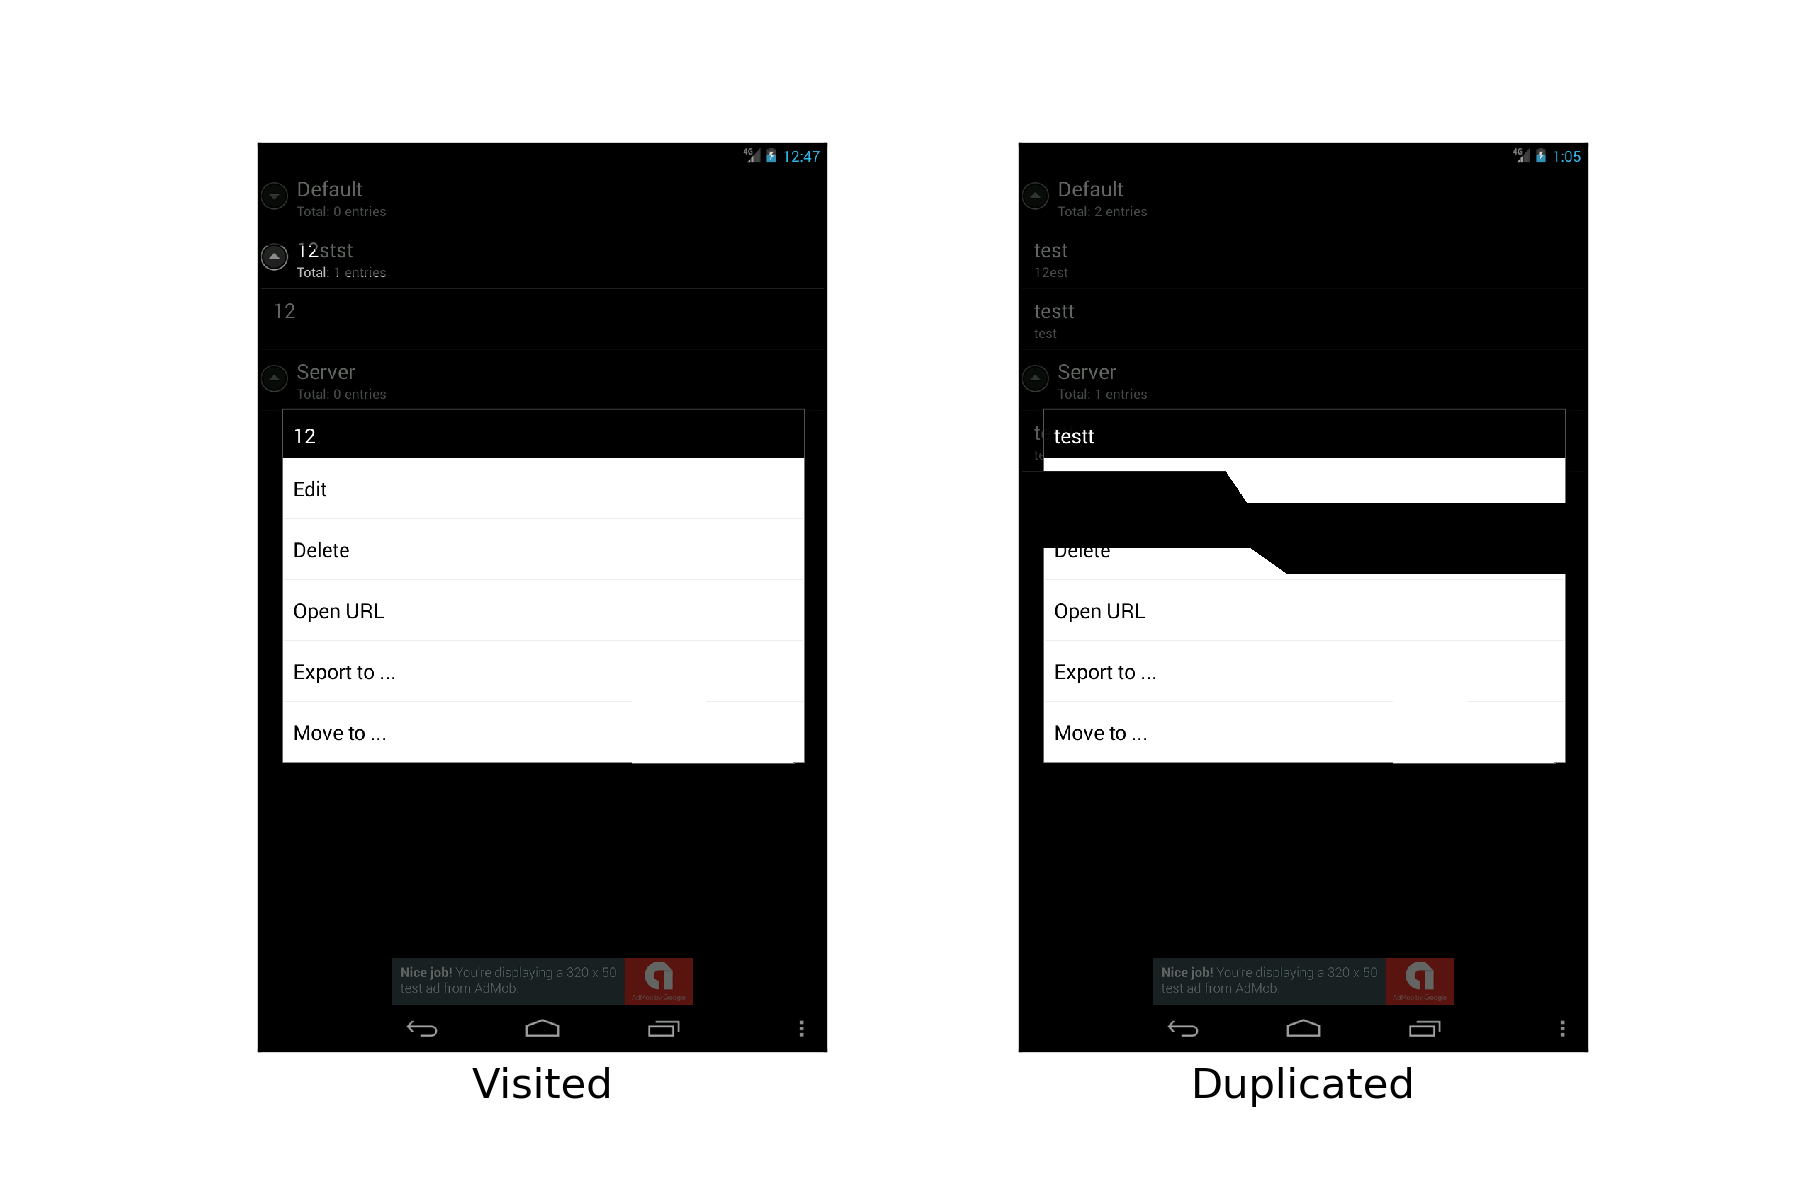 12:47
Default
Total: 0 entries
12stst
Total: 1 entries
12
Server
Total: 0 entries
12
Edit
Delete
Open URL
Export to ...
Move to ...
Nice job! You're displaying a 320 x 50
test ad from AdMob.
AdMob by Google
Visited
1:05
Default
Total: 2 entries
test
12est
testt
test
Server
Total: 1 entries
testt
Delete
Open URL
Export to ...
Move to ...
Nice job! You're displaying a 320 x 50
test ad from AdMob.
AdMob by Google
Duplicated